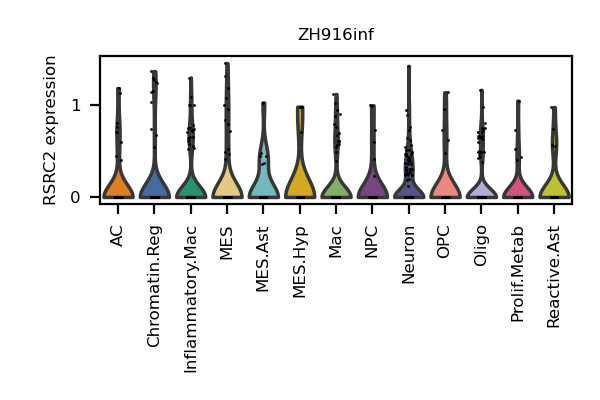 ZH916inf
RSRC2 expression
1
0
AC
Chromatin.Reg
Inflammatory.Mac
MES
MES.Ast
MES.Hyp
Mac
NPC
Neuron
OPC
Oligo
Prolif.Metab
Reactive.Ast